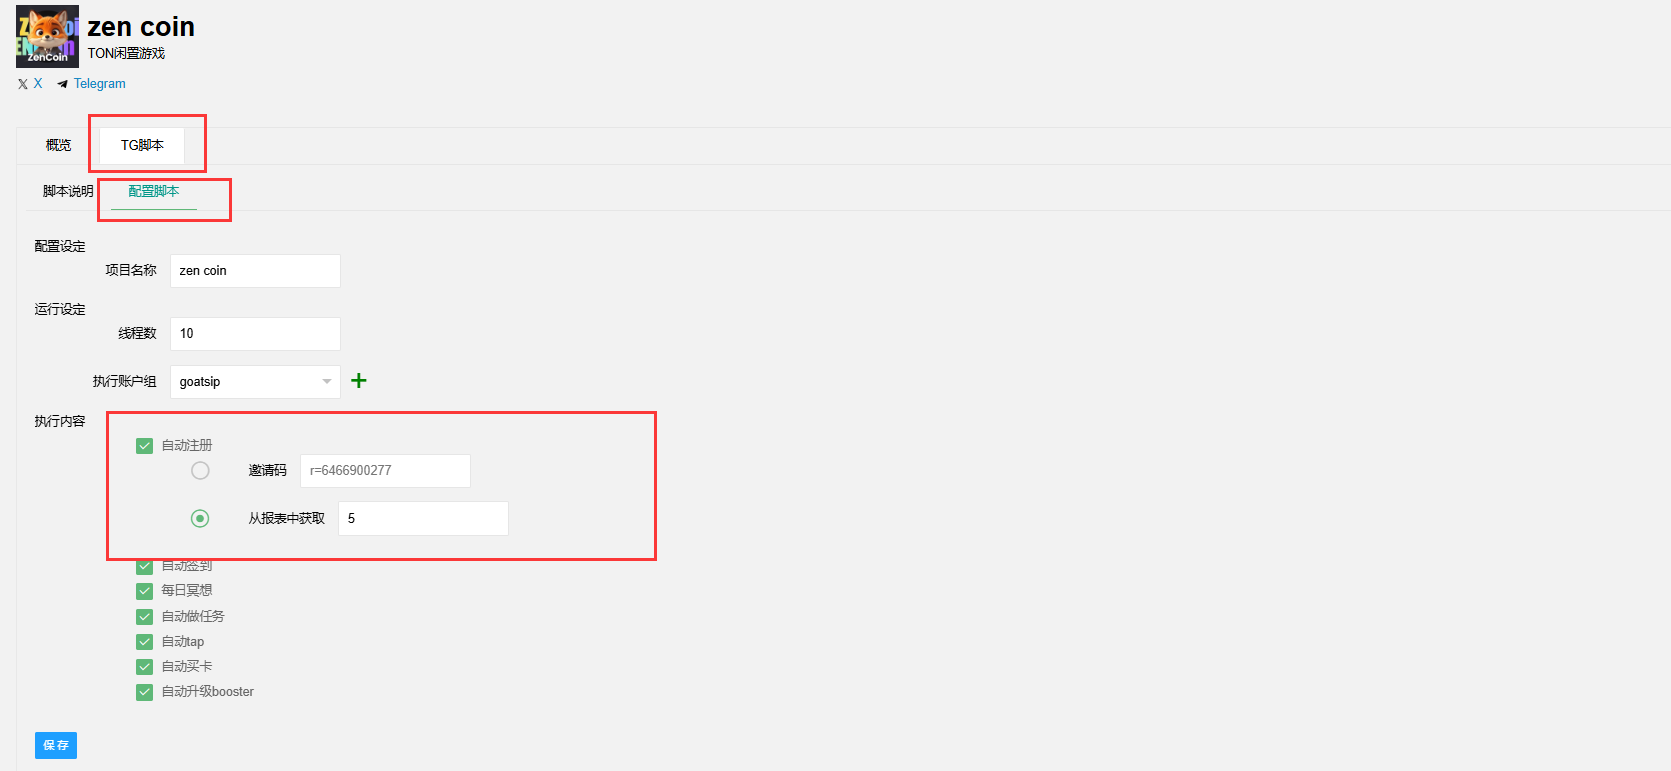 zen coin
TON闲置游戏
ZenCoin
X Telegram
概览 TG脚本
脚本说明 配置脚本
配置设定
项目名称 zen coin
运行设定
线程数 10
执行账户组 goatsip
执行内容
自动注册
邀请码 r=6466900277
从报表中获取 5
自动签到
每日冥想
自动做任务
自动tap
自动买卡
自动升级booster
保存